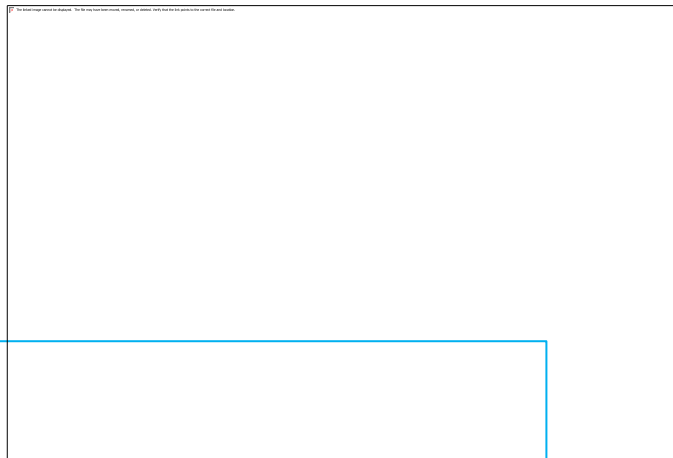 The linked image cannot be displayed. The file may have been moved, renamed, or deleted. Verify that the link points to the correct file and location.